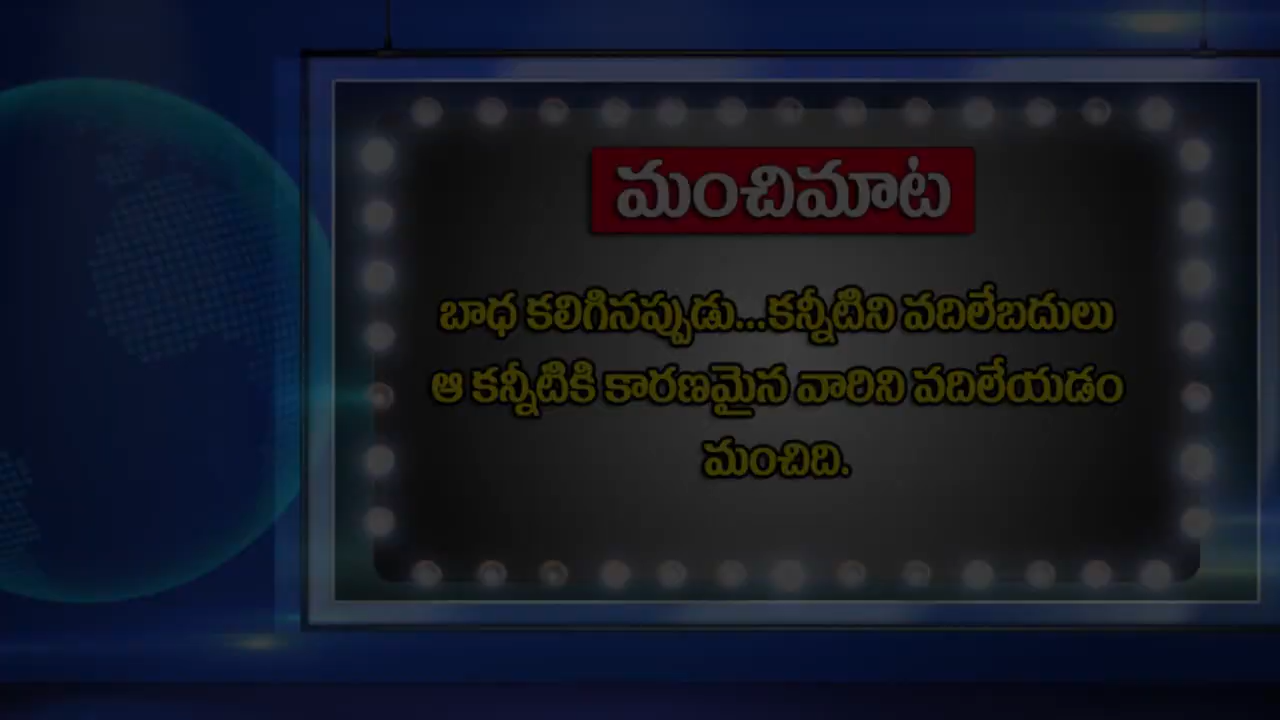 మంచిమాట
బాధ కలిగినప్పుడు...కన్నీటిని వదిలేబదులు
ఆ కన్నీటికి కారణమైన వారిని వదిలేయడం
మంచిది.